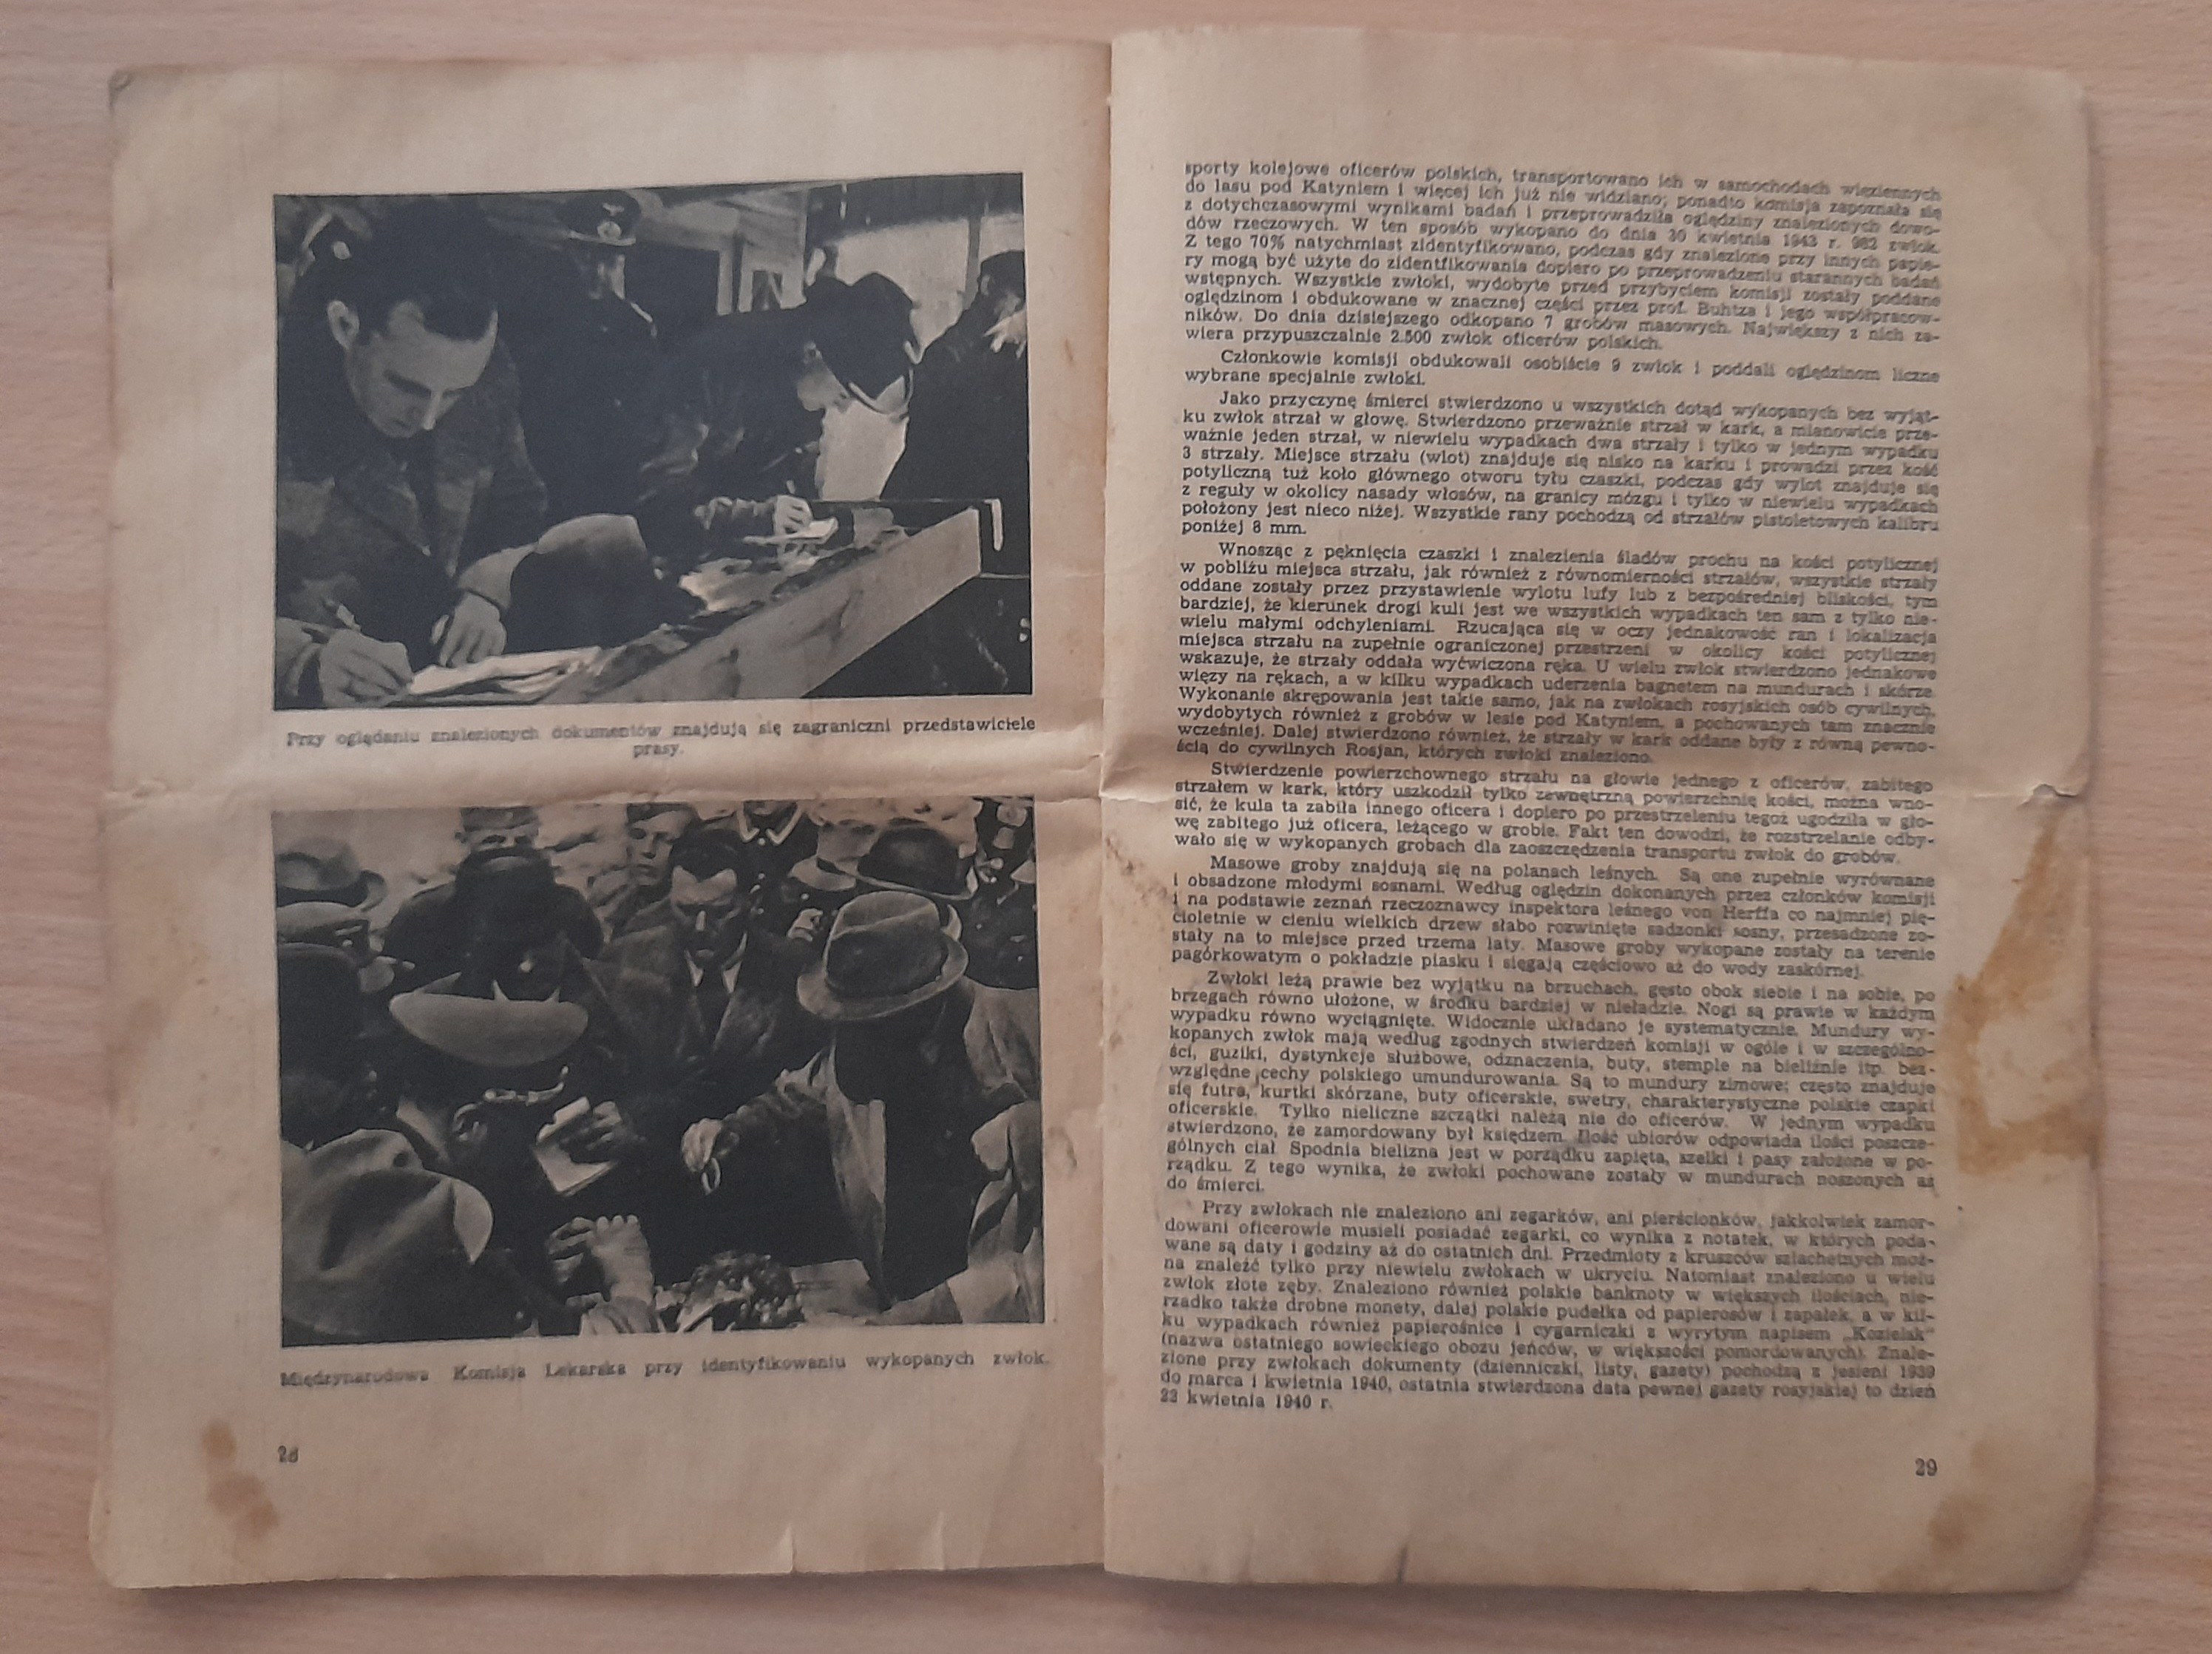 Przy oglądaniu znalezionych dokumentów znajdują się zagraniczni przedstawiciele
prasy.
Międzynarodowa Komisja Lekarska przy identyfikowaniu wykopanych zwłok.
28
sporty kolejowe oficerów polskich, transportowano ich w samochodach więziennych
do lasu pod Katyniem i więcej ich już nie widziano; ponadto komisja zapoznała się
z dotychczasowymi wynikami badań i przeprowadziła oględziny znalezionych dowo-
dów rzeczowych. W ten sposób wykopano do dnia 30 kwietnia 1943 r. 982 zwłok.
Z tego 70% natychmiast zidentyfikowano, podczas gdy znalezione przy innych papie-
ry mogą być użyte do zidentfikowania dopiero po przeprowadzeniu starannych badań
wstępnych. Wszystkie zwłoki, wydobyte przed przybyciem komisji zostały poddane
oględzinom i obdukowane w znacznej części przez prof. Buhtza i jego współpracow-
ników. Do dnia dzisiejszego odkopano 7 grobów masowych. Największy z nich za-
wiera przypuszczalnie 2.500 zwłok oficerów polskich.
Członkowie komisji obdukowali osobiście 9 zwłok i poddali oględzinom liczne
wybrane specjalnie zwłoki.
Jako przyczynę śmierci stwierdzono u wszystkich dotąd wykopanych bez wyjąt-
ku zwłok strzał w głowę. Stwierdzono przeważnie strzał w kark, a mianowicie prze-
ważnie jeden strzał, w niewielu wypadkach dwa strzały i tylko w jednym wypadku
3 strzały. Miejsce strzału (wlot) znajduje się nisko na karku i prowadzi przez kość
potyliczną tuż koło głównego otworu tyłu czaszki, podczas gdy wylot znajduje się
z reguły w okolicy nasady włosów, na granicy mózgu i tylko w niewielu wypadkach
położony jest nieco niżej. Wszystkie rany pochodzą od strzałów pistoletowych kalibru
poniżej 8 mm.
Wnosząc z pęknięcia czaszki i znalezienia śladów prochu na kości potylicznej
w pobliżu miejsca strzału, jak również z równomierności strzałów, wszystkie strzały
oddane zostały przez przystawienie wylotu lufy lub z bezpośredniej bliskości, tym
bardziej, że kierunek drogi kuli jest we wszystkich wypadkach ten sam z tylko nie-
wielu małymi odchyleniami. Rzucająca się w oczy jednakowość ran i lokalizacja
miejsca strzału na zupełnie ograniczonej przestrzeni w okolicy kości potylicznej
wskazuje, że strzały oddała wyćwiczona ręka. U wielu zwłok stwierdzono jednakowe
więzy na rękach, a w kilku wypadkach uderzenia bagnetem na mundurach i skórze.
Wykonanie skrępowania jest takie samo, jak na zwłokach rosyjskich osób cywilnych,
wydobytych również z grobów w lesie pod Katyniem, a pochowanych tam znacznie
wcześniej. Dalej stwierdzono również, że strzały w kark oddane były z równą pewno-
ścią do cywilnych Rosjan, których zwłoki znaleziono.
Stwierdzenie powierzchownego strzału na głowie jednego z oficerów, zabitego
strzałem w kark, który uszkodził tylko zewnętrzną powierzchnię kości, można wno-
sić, że kula ta zabiła innego oficera i dopiero po przestrzeleniu tegoż ugodziła w gło-
wę zabitego już oficera, leżącego w grobie. Fakt ten dowodzi, że rozstrzelanie odby-
wało się w wykopanych grobach dla zaoszczędzenia transportu zwłok do grobów.
Masowe groby znajdują się na polanach leśnych. Są one zupełnie wyrównane
i obsadzone młodymi sosnami. Według oględzin dokonanych przez członków komisji
i na podstawie zeznań rzeczoznawcy inspektora leśnego von Herffa co najmniej pię-
cioletnie w cieniu wielkich drzew słabo rozwinięte sadzonki sosny, przesadzone zo-
stały na to miejsce przed trzema laty. Masowe groby wykopane zostały na terenie
pagórkowatym o pokładzie piasku i sięgają częściowo aż do wody zaskórnej.
Zwłoki leżą prawie bez wyjątku na brzuchach, gęsto obok siebie i na sobie, po
brzegach równo ułożone, w środku bardziej w nieładzie. Nogi są prawie w każdym
wypadku równo wyciągnięte. Widocznie układano je systematycznie. Mundury wy-
kopanych zwłok mają według zgodnych stwierdzeń komisji w ogóle i w szczególno-
ści, guziki, dystynkcje służbowe, odznaczenia, buty, stemple na bieliźnie itp. bez-
względne cechy polskiego umundurowania. Są to mundury zimowe; często znajduje
się futra, kurtki skórzane, buty oficerskie, swetry, charakterystyczne polskie czapki
oficerskie. Tylko nieliczne szczątki należą nie do oficerów. W jednym wypadku
stwierdzono, że zamordowany był księdzem. Ilość ubiorów odpowiada ilości poszcze-
gólnych ciał. Spodnia bielizna jest w porządku zapięta, szelki i pasy założone w po-
rządku. Z tego wynika, że zwłoki pochowane zostały w mundurach noszonych aż
do śmierci.
Przy zwłokach nie znaleziono ani zegarków, ani pierścionków, jakkolwiek zamor-
dowani oficerowie musieli posiadać zegarki, co wynika z notatek, w których poda-
wane są daty i godziny aż do ostatnich dni. Przedmioty z kruszców szlachetnych moż-
na znaleźć tylko przy niewielu zwłokach w ukryciu. Natomiast znaleziono u wielu
zwłok złote zęby. Znaleziono również polskie banknoty w większych ilościach, nie-
rzadko także drobne monety, dalej polskie pudełka od papierosów i zapałek, a w kil-
ku wypadkach również papierośnice i cygarniczki z wyrytym napisem „Kozielsk"
(nazwa ostatniego sowieckiego obozu jeńców, w większości pomordowanych). Znale-
zione przy zwłokach dokumenty (dzienniczki, listy, gazety) pochodzą z jesieni 1939
do marca i kwietnia 1940, ostatnia stwierdzona data pewnej gazety rosyjskiej to dzień
22 kwietnia 1940 r.
29